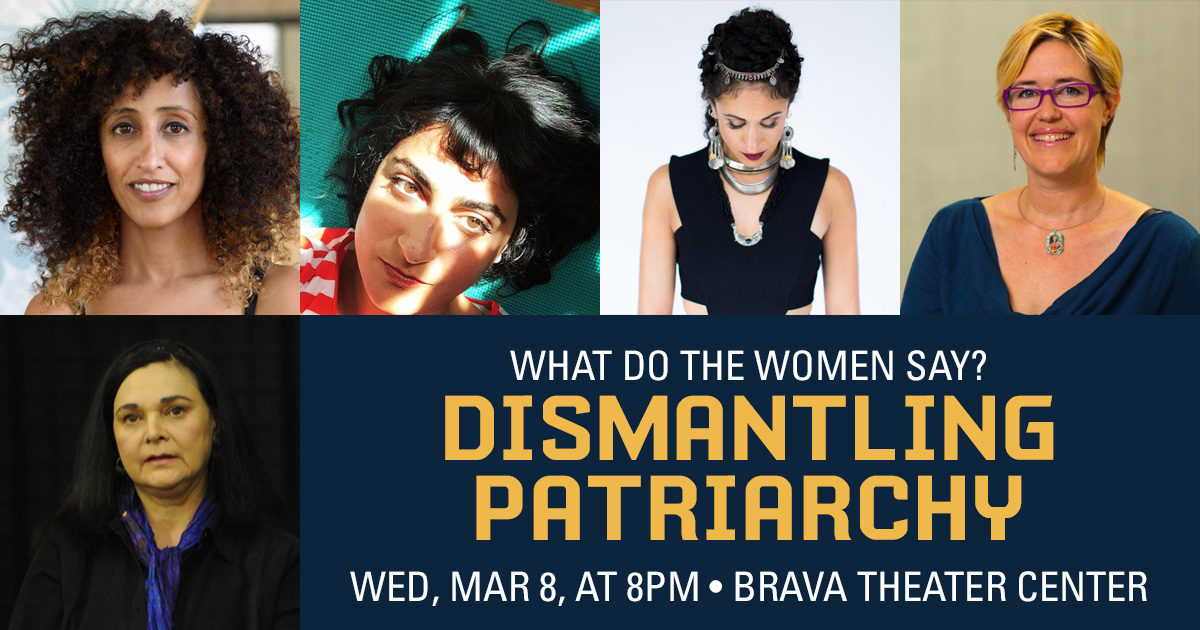 WHAT DO THE WOMEN SAY?
DISMANTLING
PATRIARCHY
WED, MAR 8, AT 8PM • BRAVA THEATER CENTER